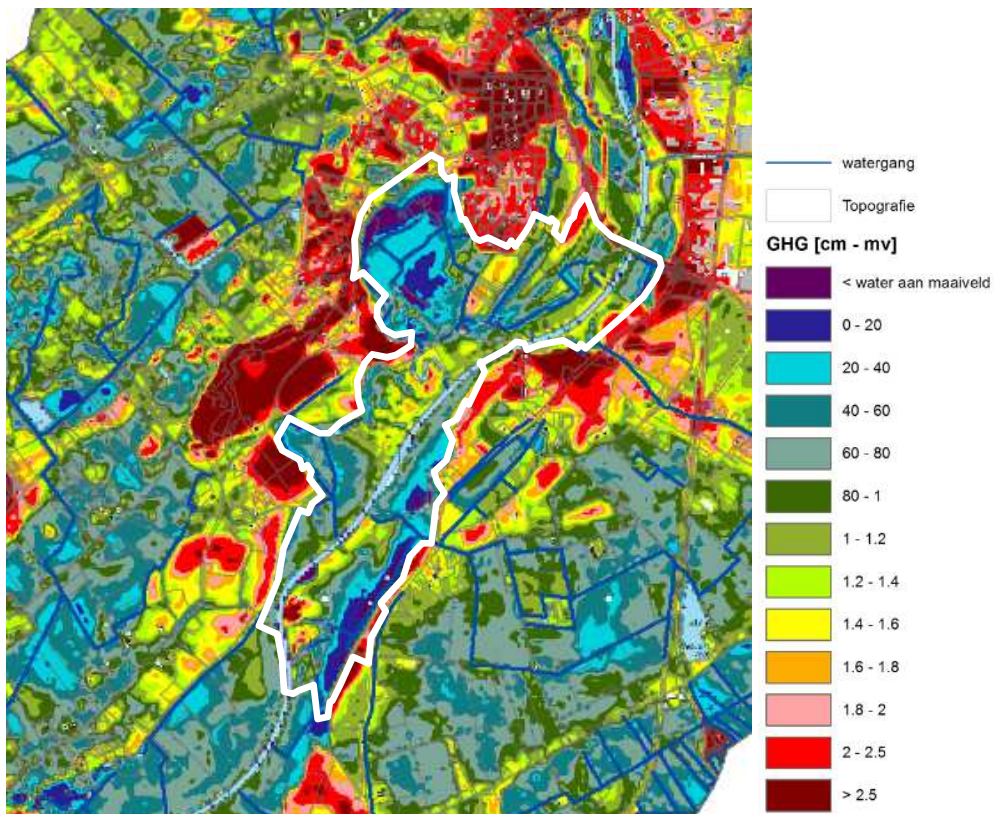 watergang
Topografie
GHG [cm - mv]
< water aan maaiveld
0 - 20
20 - 40
40 - 60
60 - 80
80 - 1
1 - 1.2
1.2 - 1.4
1.4 - 1.6
1.6 - 1.8
1.8 - 2
2 - 2.5
> 2.5